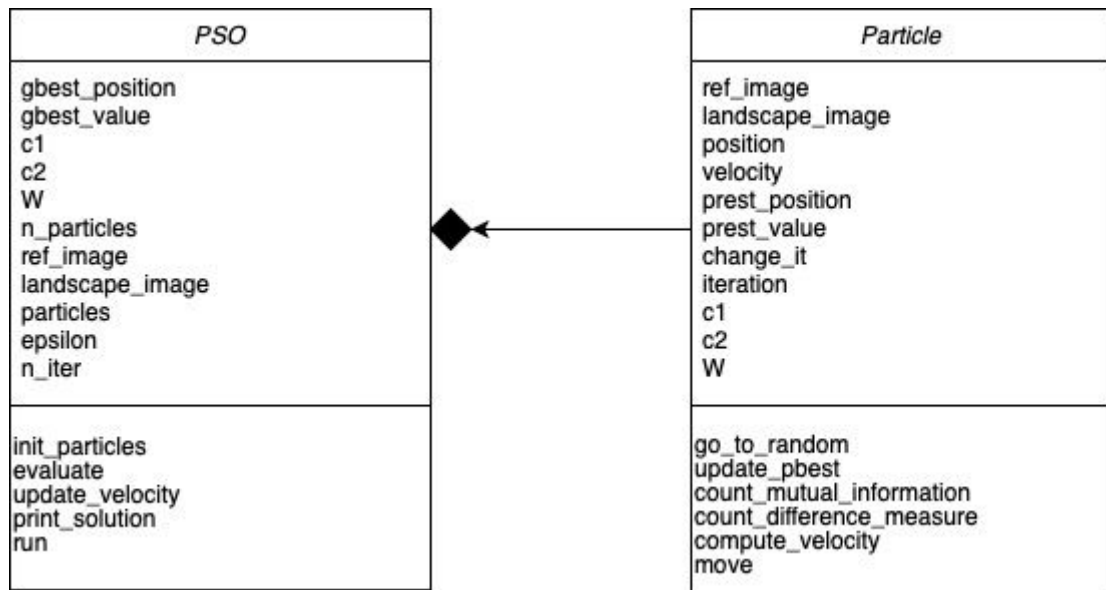 PSO
gbest_position
gbest_value
c1
c2
W
n_particles
ref_image
landscape_image
particles
epsilon
n_iter
init_particles
evaluate
update_velocity
print_solution
run
Particle
ref_image
landscape_image
position
velocity
prest_position
prest_value
change_it
iteration
c1
c2
W
go_to_random
update_pbest
count_mutual_information
count_difference_measure
compute_velocity
move